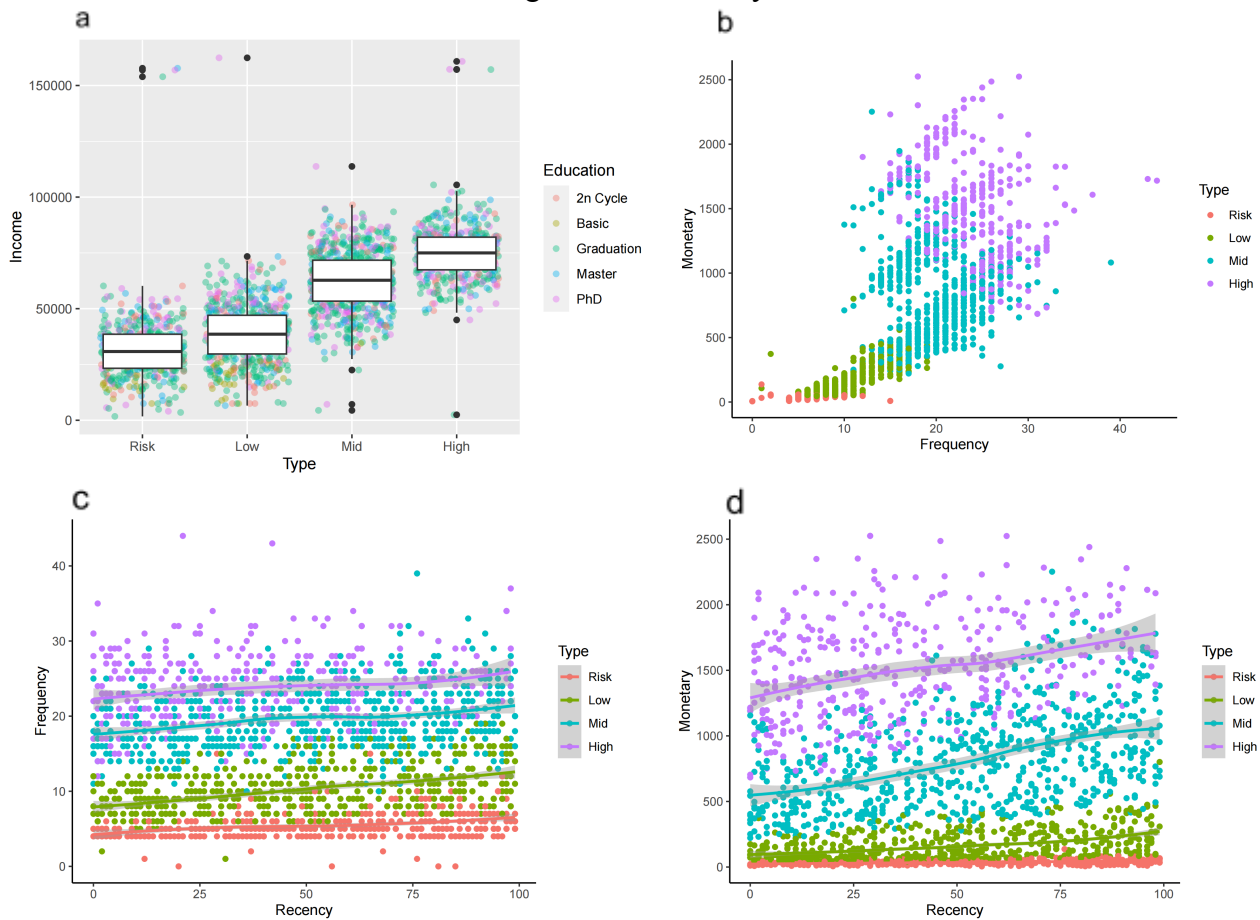 a
150000
100000
50000
0
Income
Risk
Low
Mid
High
Type
Education
2n Cycle
Basic
Graduation
Master
PhD
b
2500
2000
1500
1000
500
0
Monetary
0
10
20
30
40
Frequency
Type
Risk
Low
Mid
High
c
40
30
20
10
0
Frequency
0
25
50
75
100
Recency
Type
Risk
Low
Mid
High
d
2500
2000
1500
1000
500
0
Monetary
0
25
50
75
100
Recency
Type
Risk
Low
Mid
High